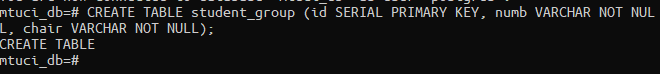 mtuci_db=# CREATE TABLE student_group (id SERIAL PRIMARY KEY, numb VARCHAR NOT NUL
L, chair VARCHAR NOT NULL);
CREATE TABLE
mtuci_db=#